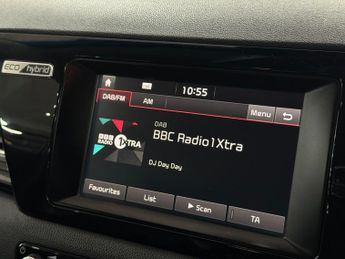 ECO hybrid
10:55
DAB/FM
AM
Menu
DAB
BBC Radio 1Xtra
BBC
RADIO
1XTRA
DJ Day Day
Favourites
List
Scan
TA